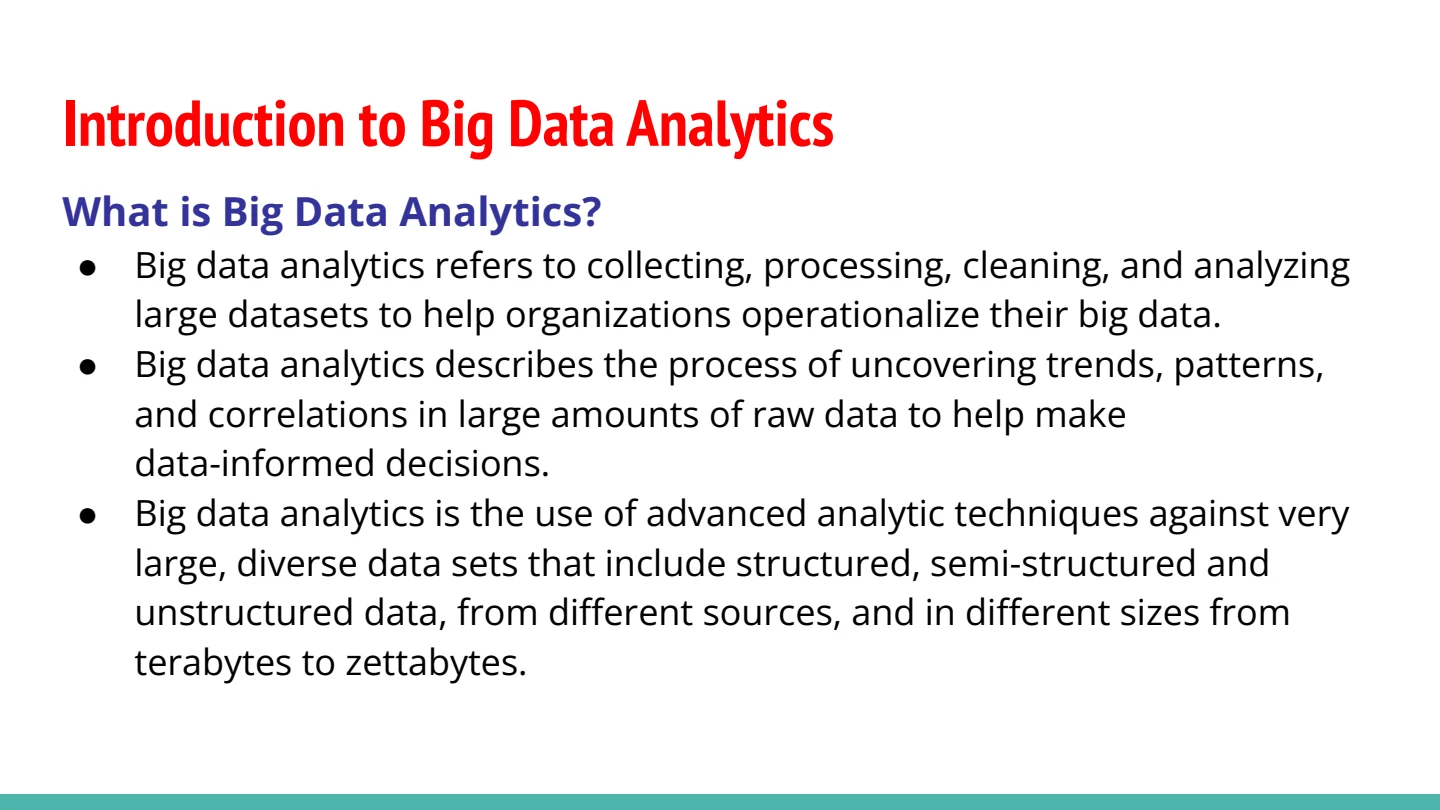 Introduction to Big Data Analytics
What is Big Data Analytics?
● Big data analytics refers to collecting, processing, cleaning, and analyzing
large datasets to help organizations operationalize their big data.
● Big data analytics describes the process of uncovering trends, patterns,
and correlations in large amounts of raw data to help make
data-informed decisions.
● Big data analytics is the use of advanced analytic techniques against very
large, diverse data sets that include structured, semi-structured and
unstructured data, from different sources, and in different sizes from
terabytes to zettabytes.